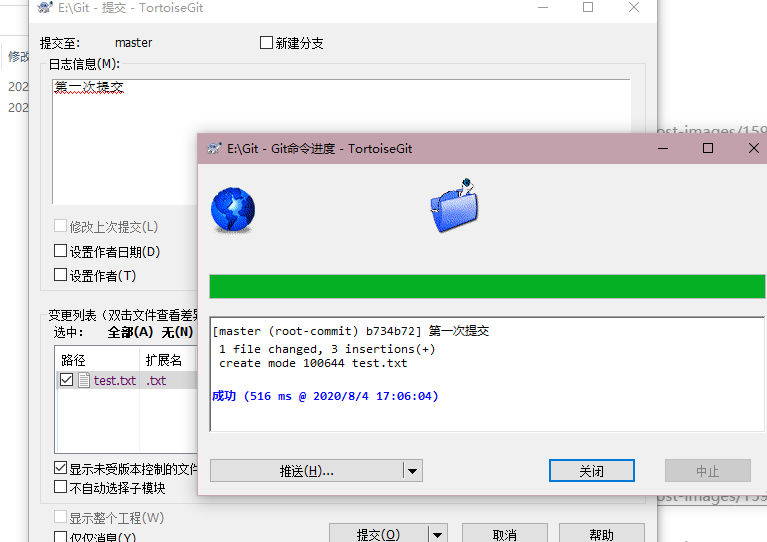 E:\Git - 提交 - TortoiseGit
提交至: master 新建分支
修改
日志信息(M):
202
202
第一次提交
ost-images/159
E:\Git - Git命令进度 - TortoiseGit
修改上次提交(L)
设置作者日期(D)
设置作者(T)
变更列表（双击文件查看差异
选中: 全部(A) 无(N)
路径 扩展名
test.txt .txt
显示未受版本控制的文件
不自动选择子模块
显示整个工程(W)
仅仅消息(Y)
[master (root-commit) b734b72] 第一次提交
1 file changed, 3 insertions(+)
create mode 100644 test.txt
成功 (516 ms @ 2020/8/4 17:06:04)
推送(H)... 关闭 中止
ost-images/159
提交(O) 取消 帮助